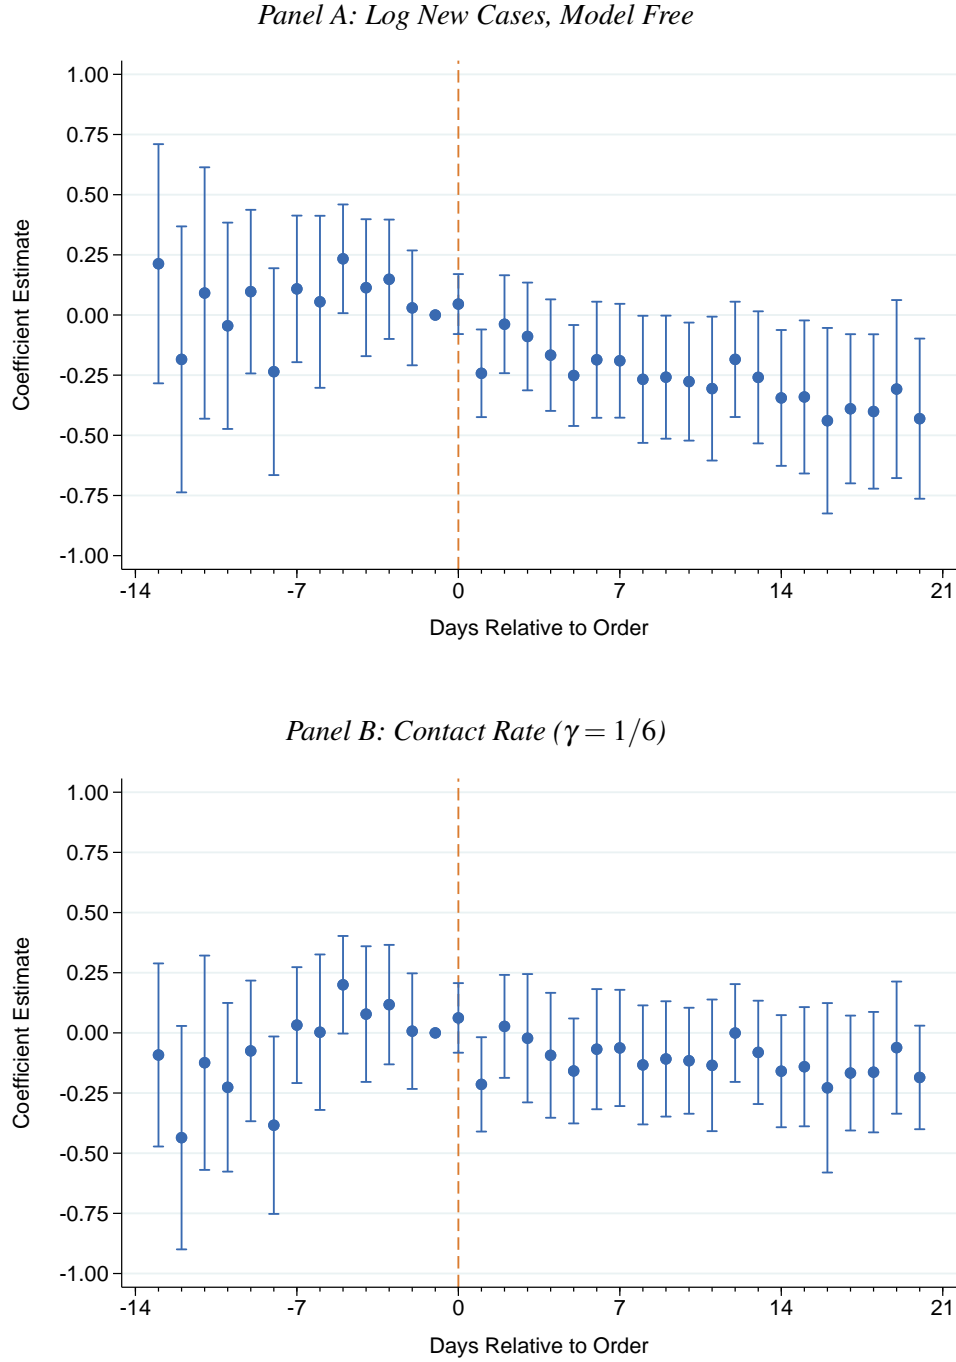 Panel A: Log New Cases, Model Free
1.00
0.75
0.50
0.25
0.00
-0.25
-0.50
-0.75
-1.00
Coefficient Estimate
-14 -7 0 7 14 21
Days Relative to Order
Panel B: Contact Rate (γ = 1/6)
1.00
0.75
0.50
0.25
0.00
-0.25
-0.50
-0.75
-1.00
Coefficient Estimate
-14 -7 0 7 14 21
Days Relative to Order